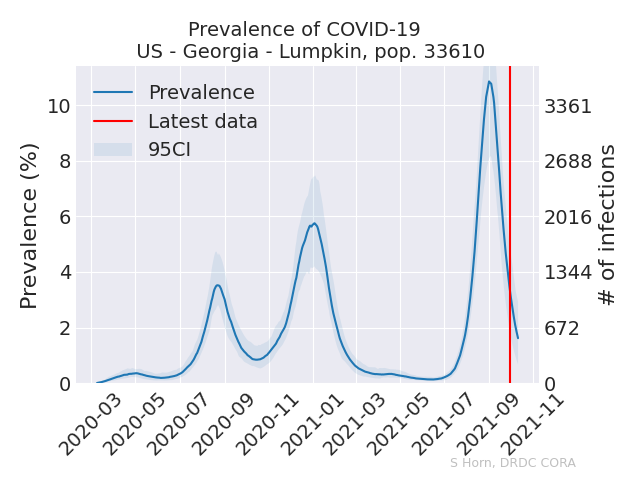 Prevalence of COVID-19
US - Georgia - Lumpkin, pop. 33610
Prevalence
Latest data
95CI
Prevalence (%)
10
8
6
4
2
0
3361
2688
2016
1344
672
0
# of infections
2020-03
2020-05
2020-07
2020-09
2020-11
2021-01
2021-03
2021-05
2021-07
2021-09
2021-11
S Horn, DRDC CORA